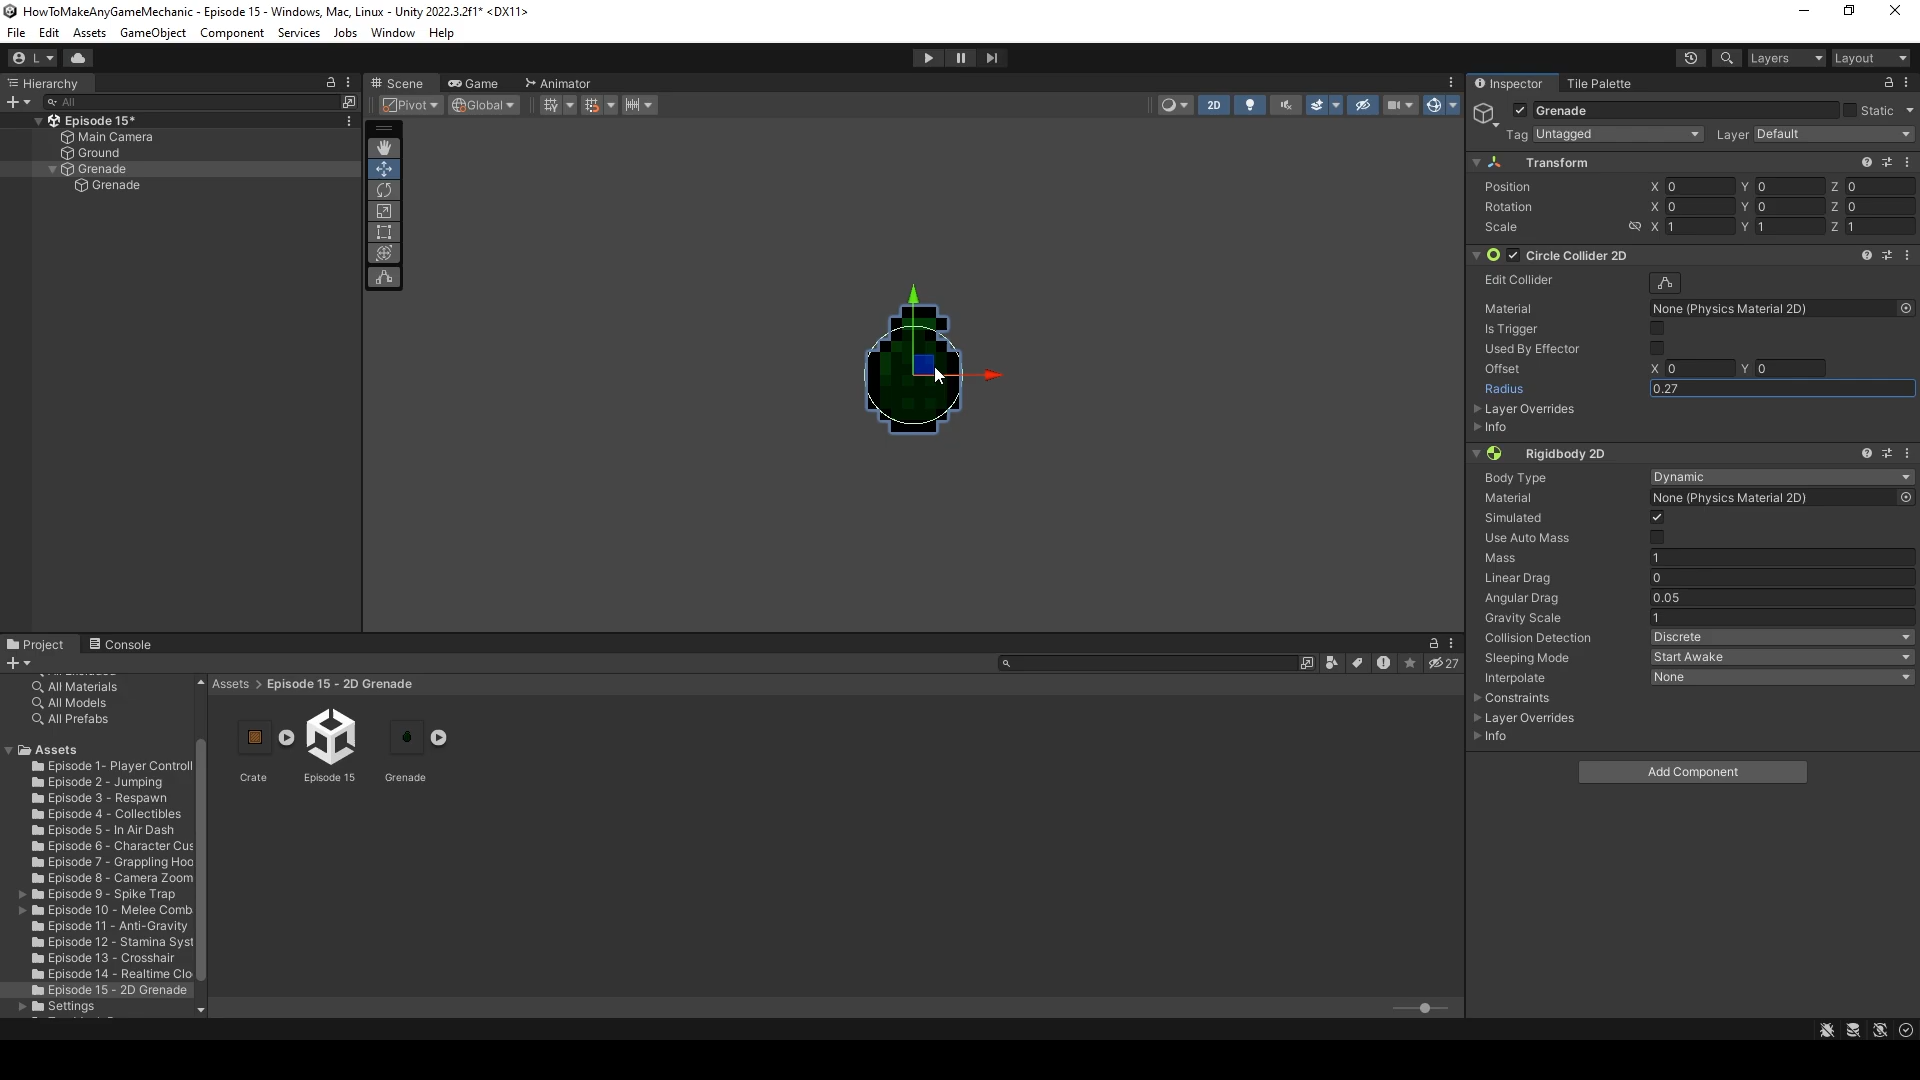 HowToMakeAnyGameMechanic - Episode 15 - Windows, Mac, Linux - Unity 2022.3.2f1* <DX11>
File Edit Assets GameObject Component Services Jobs Window Help
L Layers Layout
Hierarchy
All
Episode 15*
Main Camera
Ground
Grenade
Grenade
Scene Game Animator
Pivot Global 2D
Inspector Tile Palette
Grenade Static
Tag Untagged Layer Default
Transform
Position X 0 Y 0 Z 0
Rotation X 0 Y 0 Z 0
Scale X 1 Y 1 Z 1
Circle Collider 2D
Edit Collider
Material None (Physics Material 2D)
Is Trigger
Used By Effector
Offset X 0 Y 0
Radius 0.27
Layer Overrides
Info
Rigidbody 2D
Body Type Dynamic
Material None (Physics Material 2D)
Simulated
Use Auto Mass
Mass 1
Linear Drag 0
Angular Drag 0.05
Gravity Scale 1
Collision Detection Discrete
Sleeping Mode Start Awake
Interpolate None
Constraints
Layer Overrides
Info
Add Component
Project Console
27
All Materials
All Models
All Prefabs
Assets
Episode 1- Player Controll
Episode 2 - Jumping
Episode 3 - Respawn
Episode 4 - Collectibles
Episode 5 - In Air Dash
Episode 6 - Character Cus
Episode 7 - Grappling Hoo
Episode 8 - Camera Zoom
Episode 9 - Spike Trap
Episode 10 - Melee Comb
Episode 11 - Anti-Gravity
Episode 12 - Stamina Syst
Episode 13 - Crosshair
Episode 14 - Realtime Clo
Episode 15 - 2D Grenade
Settings
Assets > Episode 15 - 2D Grenade
Crate Episode 15 Grenade